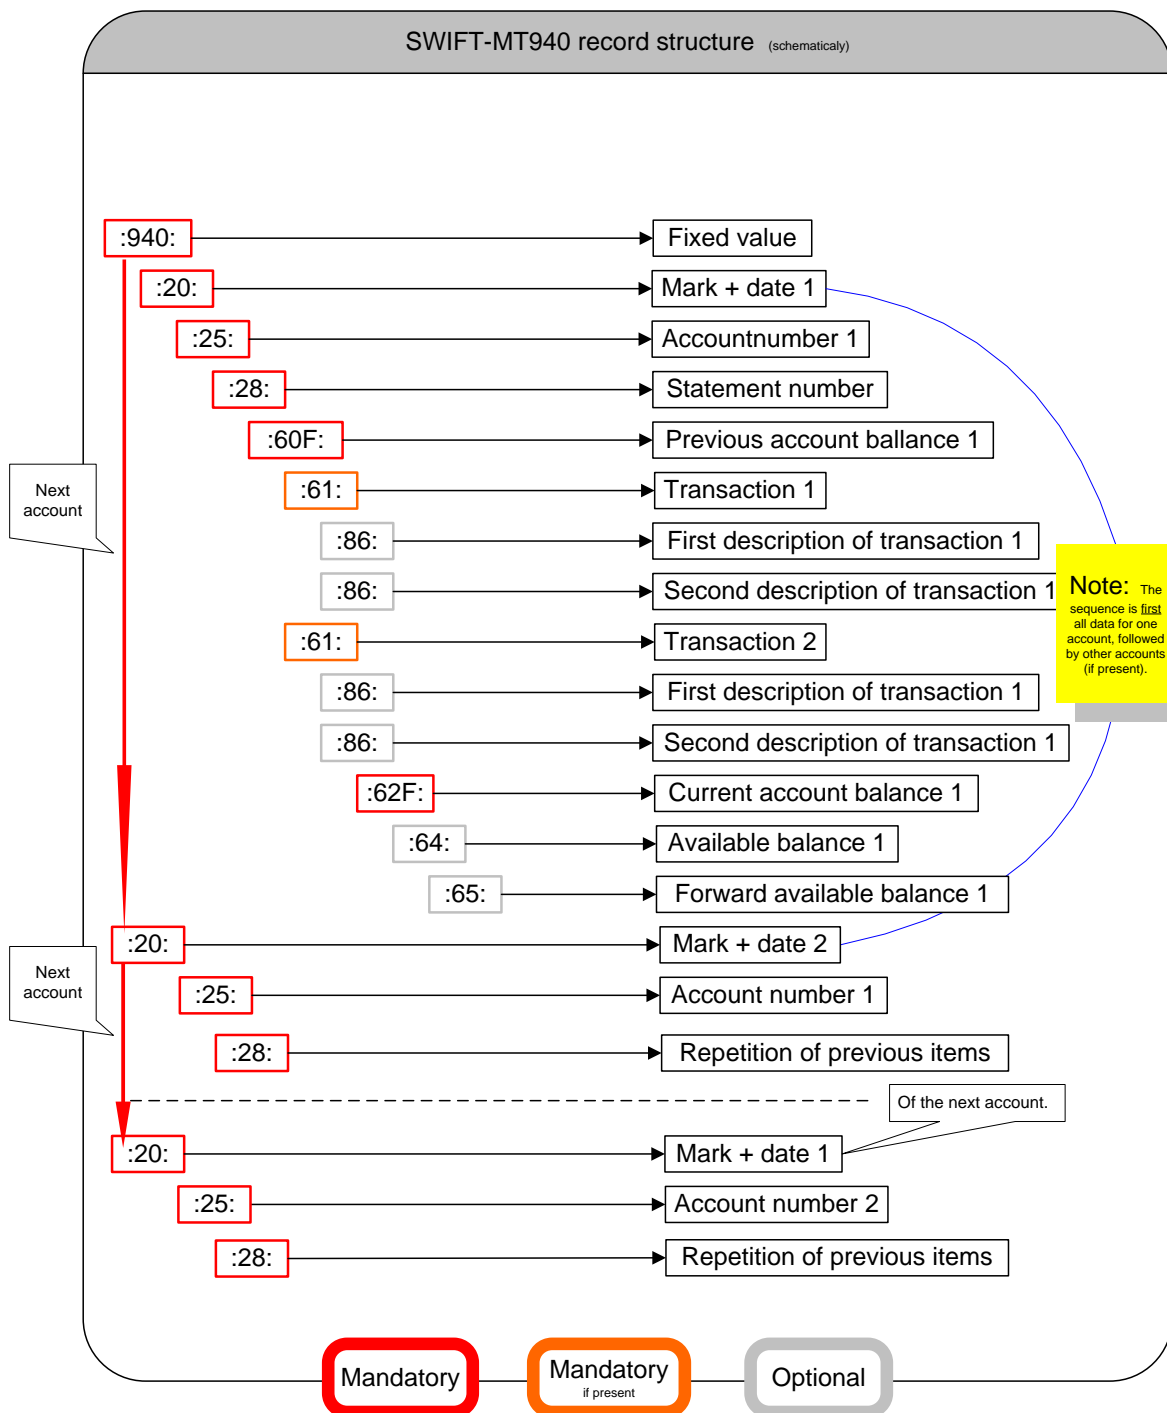 SWIFT-MT940 record structure (schematicaly)
:940: Fixed value
:20: Mark + date 1
:25: Accountnumber 1
:28: Statement number
:60F: Previous account ballance 1
Next
account
:61: Transaction 1
:86: First description of transaction 1
:86: Second description of transaction 1
Note: The
sequence is first
all data for one
account, followed
by other accounts
(if present).
:61: Transaction 2
:86: First description of transaction 1
:86: Second description of transaction 1
:62F: Current account balance 1
:64: Available balance 1
:65: Forward available balance 1
:20: Mark + date 2
Next
account
:25: Account number 1
:28: Repetition of previous items
Of the next account.
:20: Mark + date 1
:25: Account number 2
:28: Repetition of previous items
Mandatory
Mandatory
if present
Optional